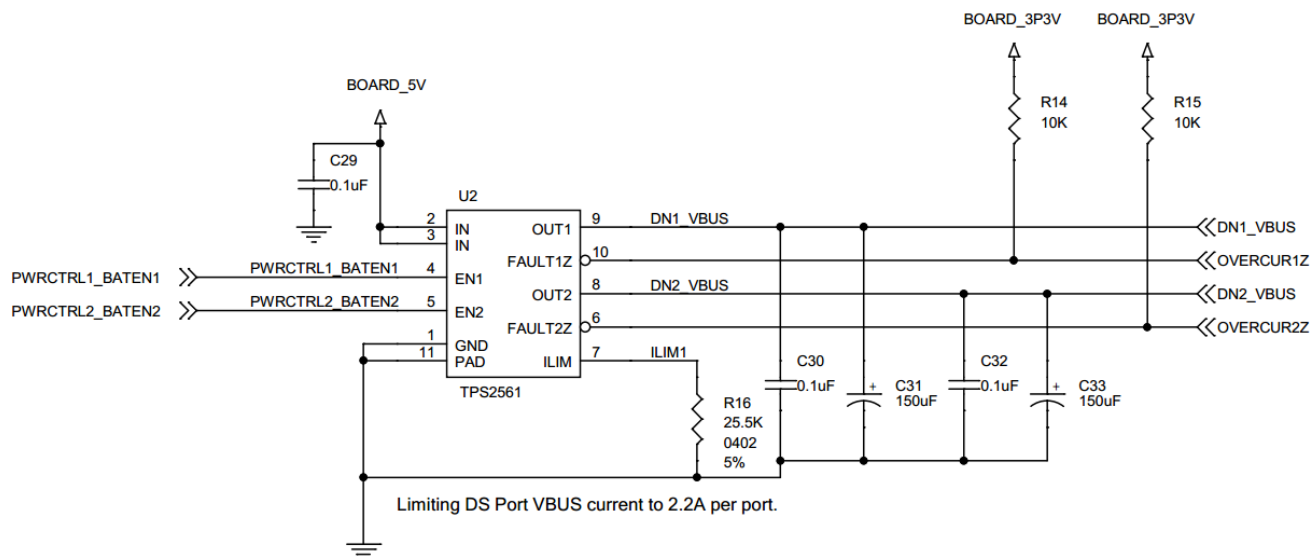 BOARD_3P3V BOARD_3P3V
BOARD_5V
R14
10K
R15
10K
C29
0.1uF
U2
2 IN
3 IN
OUT1 9 DN1_VBUS
DN1_VBUS
PWRCTRL1_BATEN1 PWRCTRL1_BATEN1 4 EN1
FAULT1Z 10
OVERCUR1Z
PWRCTRL2_BATEN2 PWRCTRL2_BATEN2 5 EN2
OUT2 8 DN2_VBUS
DN2_VBUS
FAULT2Z 6
OVERCUR2Z
1 GND
11 PAD
ILIM 7 ILIM1
TPS2561
R16
25.5K
0402
5%
C30
0.1uF
C31
150uF
C32
0.1uF
C33
150uF
+ +
Limiting DS Port VBUS current to 2.2A per port.